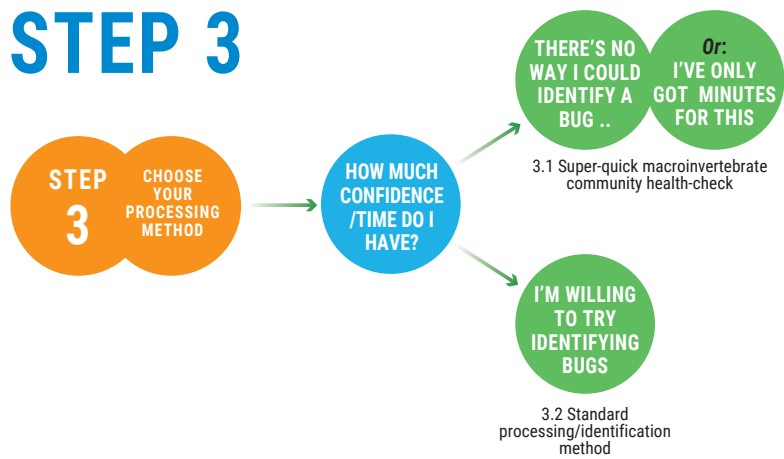 STEP 3
STEP
3
CHOOSE
YOUR
PROCESSING
METHOD
HOW MUCH
CONFIDENCE
/TIME DO I
HAVE?
THERE'S NO
WAY I COULD
IDENTIFY A
BUG ..
Or:
I'VE ONLY
GOT MINUTES
FOR THIS
3.1 Super-quick macroinvertebrate
community health-check
I'M WILLING
TO TRY
IDENTIFYING
BUGS
3.2 Standard
processing/identification
method